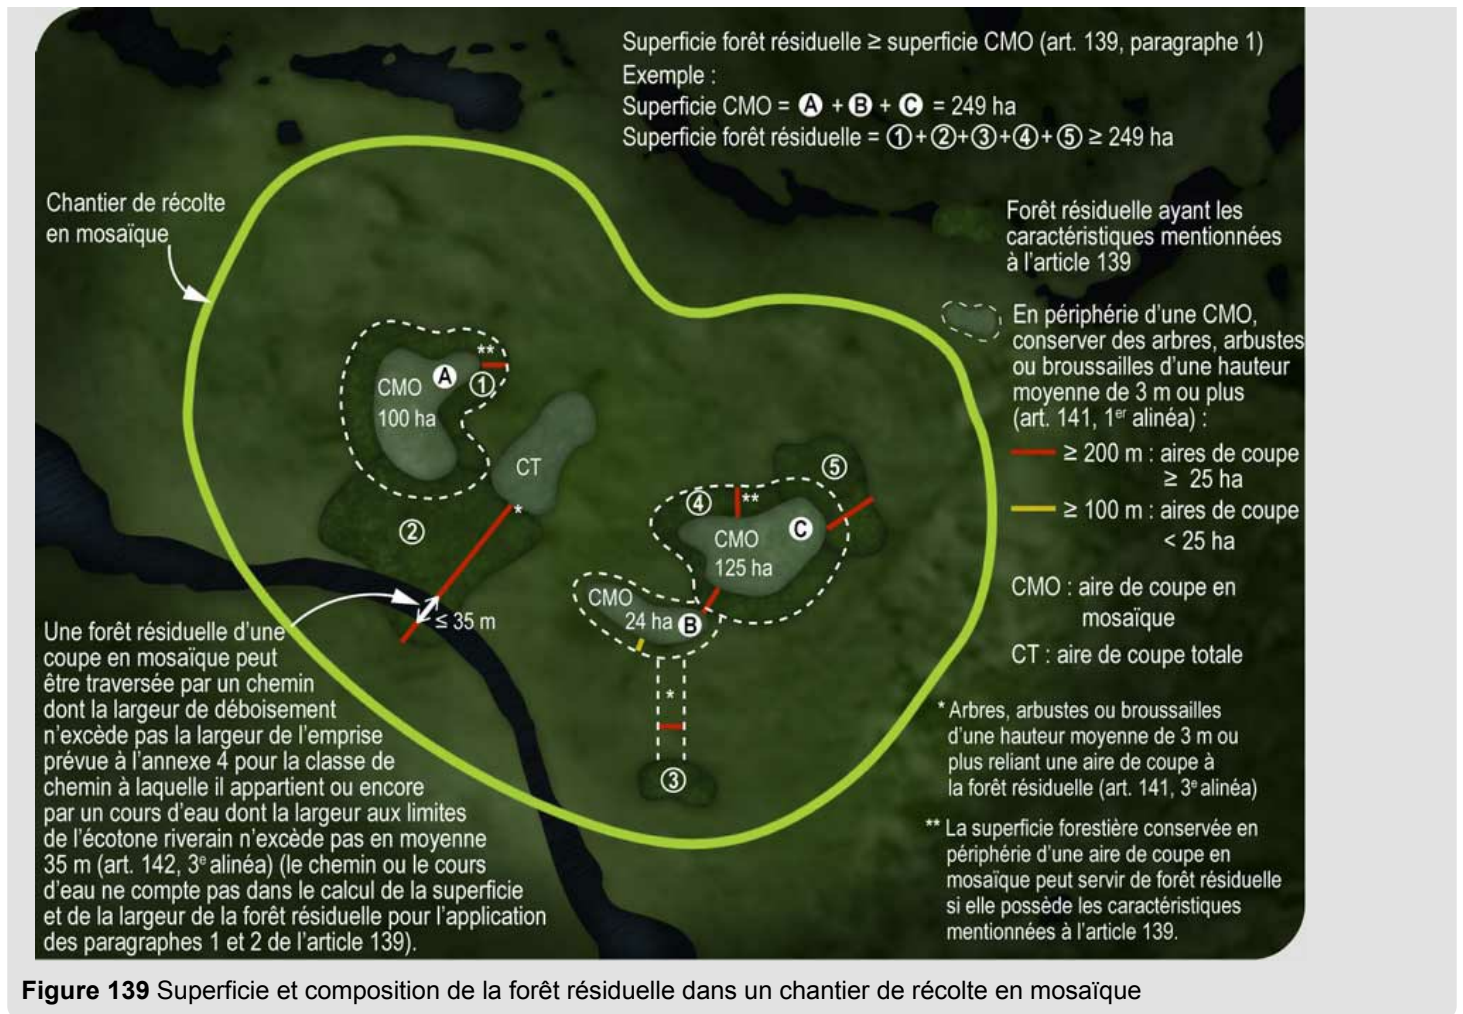 Superficie forêt résiduelle ≥ superficie CMO (art. 139, paragraphe 1)
Exemple :
Superficie CMO = A + B + C = 249 ha
Superficie forêt résiduelle = ①+②+③+④+⑤ ≥ 249 ha
Chantier de récolte
en mosaïque
Forêt résiduelle ayant les
caractéristiques mentionnées
à l'article 139
En périphérie d'une CMO,
conserver des arbres, arbustes
ou broussailles d'une hauteur
moyenne de 3 m ou plus
(art. 141, 1er alinéa) :
≥ 200 m : aires de coupe
≥ 25 ha
≥ 100 m : aires de coupe
< 25 ha
CMO : aire de coupe en
mosaïque
CT : aire de coupe totale
* Arbres, arbustes ou broussailles
d'une hauteur moyenne de 3 m ou
plus reliant une aire de coupe à
la forêt résiduelle (art. 141, 3e alinéa)
** La superficie forestière conservée en
périphérie d'une aire de coupe en
mosaïque peut servir de forêt résiduelle
si elle possède les caractéristiques
mentionnées à l'article 139.
**
CMO A ①
100 ha
CT
*
②
≤ 35 m
⑤
④ **
C
CMO
125 ha
CMO
24 ha B
*
③
Une forêt résiduelle d'une
coupe en mosaïque peut
être traversée par un chemin
dont la largeur de déboisement
n'excède pas la largeur de l'emprise
prévue à l'annexe 4 pour la classe de
chemin à laquelle il appartient ou encore
par un cours d'eau dont la largeur aux limites
de l'écotone riverain n'excède pas en moyenne
35 m (art. 142, 3e alinéa) (le chemin ou le cours
d'eau ne compte pas dans le calcul de la superficie
et de la largeur de la forêt résiduelle pour l'application
des paragraphes 1 et 2 de l'article 139).
Figure 139 Superficie et composition de la forêt résiduelle dans un chantier de récolte en mosaïque